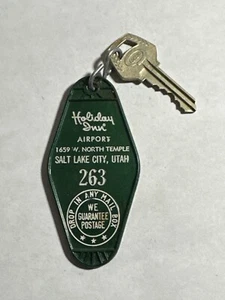 Holiday
Inn
AIRPORT
1659 W. NORTH TEMPLE
SALT LAKE CITY, UTAH
263
DROP IN ANY MAIL BOX
WE
GUARANTEE
POSTAGE